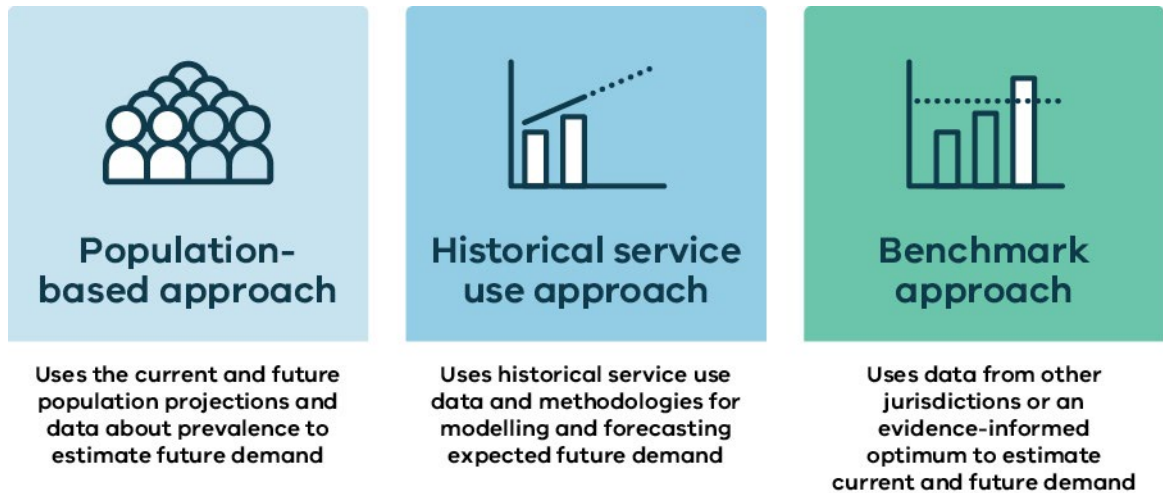 Population-
based approach
Uses the current and future
population projections and
data about prevalence to
estimate future demand
Historical service
use approach
Uses historical service use
data and methodologies for
modelling and forecasting
expected future demand
Benchmark
approach
Uses data from other
jurisdictions or an
evidence-informed
optimum to estimate
current and future demand